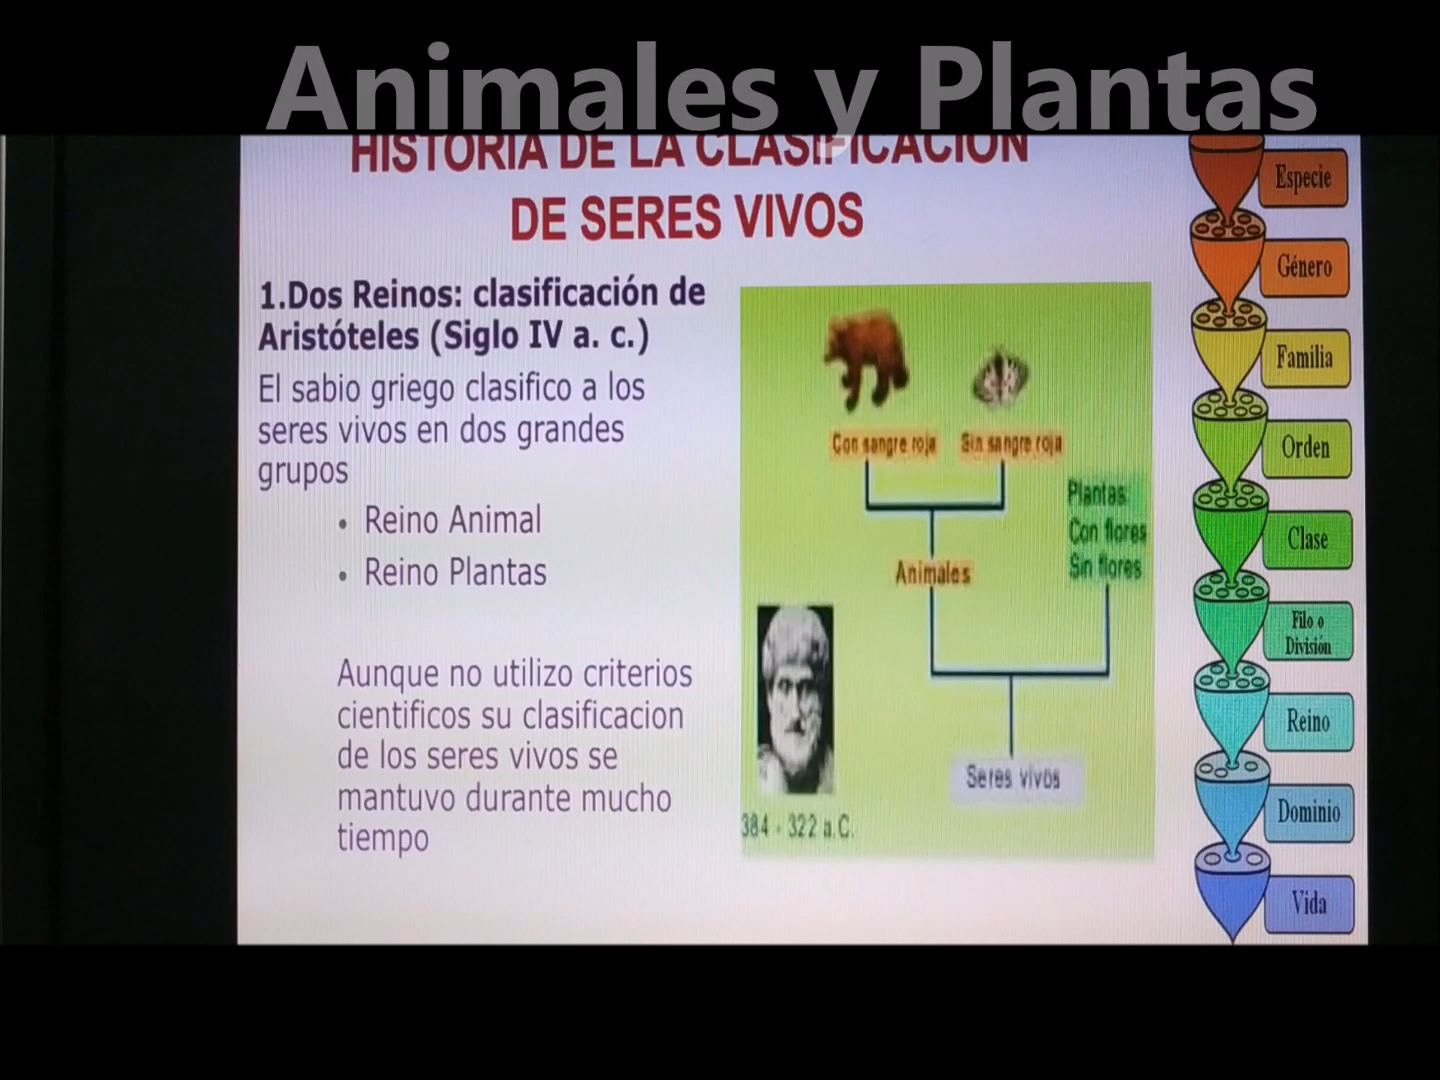 Animales y Plantas
HISTORIA DE LA CLASIFICACION
DE SERES VIVOS
1.Dos Reinos: clasificación de
Aristóteles (Siglo IV a. c.)
El sabio griego clasifico a los
seres vivos en dos grandes
grupos
• Reino Animal
• Reino Plantas
Aunque no utilizo criterios
cientificos su clasificacion
de los seres vivos se
mantuvo durante mucho
tiempo
Con sangre roja
Sin sangre roja
Plantas
Con flores
Sin flores
Animales
Seres vivos
384 - 322 a.C.
Especie
Género
Familia
Orden
Clase
Filo o
División
Reino
Dominio
Vida